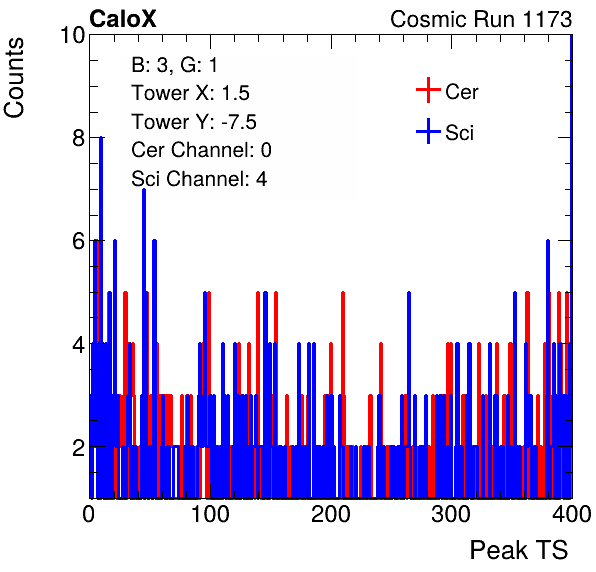 CaloX
Cosmic Run 1173
Counts
10
8
6
4
2
B: 3, G: 1
Tower X: 1.5
Tower Y: -7.5
Cer Channel: 0
Sci Channel: 4
Cer
Sci
0
100
200
300
400
Peak TS